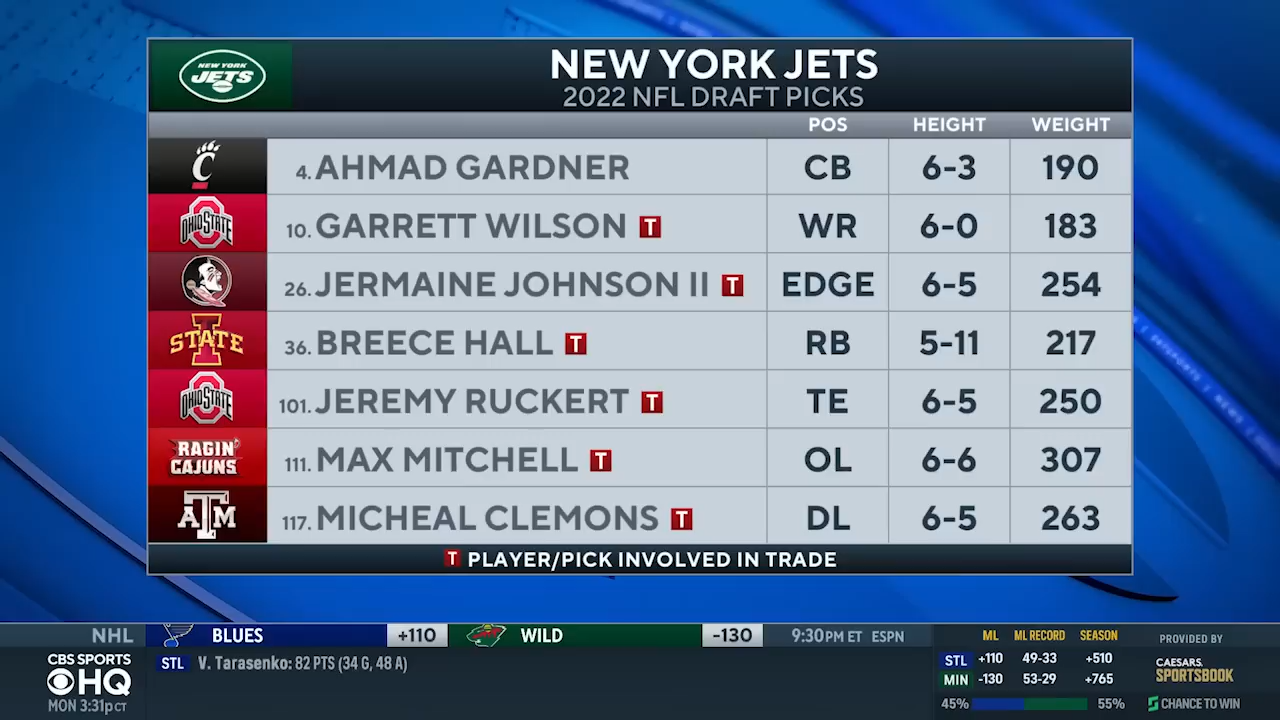 NEW YORK JETS
NEW YORK JETS
2022 NFL DRAFT PICKS
POS HEIGHT WEIGHT
C 4. AHMAD GARDNER CB 6-3 190
OHIO STATE 10. GARRETT WILSON T WR 6-0 183
26. JERMAINE JOHNSON II T EDGE 6-5 254
I STATE 36. BREECE HALL T RB 5-11 217
OHIO STATE 101. JEREMY RUCKERT T TE 6-5 250
RAGIN' CAJUNS 111. MAX MITCHELL T OL 6-6 307
ATM 117. MICHEAL CLEMONS T DL 6-5 263
T PLAYER/PICK INVOLVED IN TRADE
NHL BLUES +110 WILD -130 9:30PM ET ESPN
CBS SPORTS HQ
MON 3:31PCT
STL V. Tarasenko: 82 PTS (34 G, 48 A)
ML ML RECORD SEASON
STL +110 49-33 +510
MIN -130 53-29 +765
45% 55%
PROVIDED BY
CAESARS
SPORTSBOOK
S CHANCE TO WIN